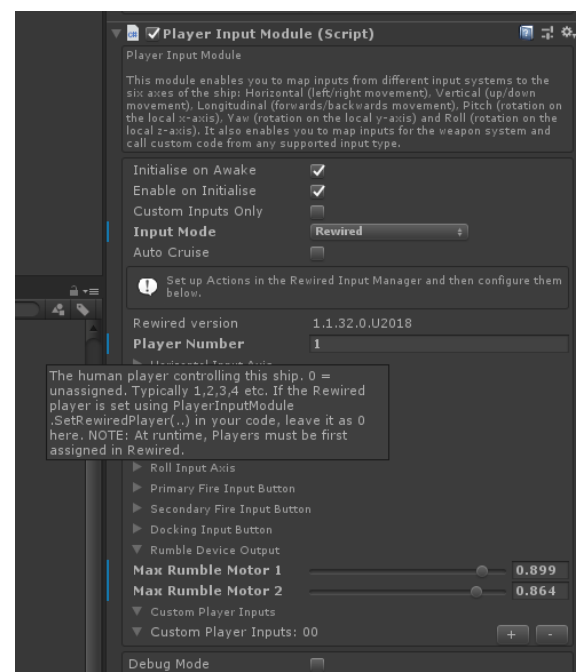 Player Input Module (Script)
Player Input Module
This module enables you to map inputs from different input systems to the
six axes of the ship: Horizontal (left/right movement), Vertical (up/down
movement), Longitudinal (forwards/backwards movement), Pitch (rotation on
the local x-axis), Yaw (rotation on the local y-axis) and Roll (rotation on the
local z-axis). It also enables you to map inputs for the weapon system and
call custom code from any supported input type.
Initialise on Awake
Enable on Initialise
Custom Inputs Only
Input Mode Rewired
Auto Cruise
Set up Actions in the Rewired Input Manager and then configure them
below.
Rewired version 1.1.32.0.U2018
Player Number 1
Horizontal Input Axis
The human player controlling this ship. 0 =
unassigned. Typically 1,2,3,4 etc. If the Rewired
player is set using PlayerInputModule
.SetRewiredPlayer(..) in your code, leave it as 0
here. NOTE: At runtime, Players must be first
assigned in Rewired.
Roll Input Axis
Primary Fire Input Button
Secondary Fire Input Button
Docking Input Button
Rumble Device Output
Max Rumble Motor 1 0.899
Max Rumble Motor 2 0.864
Custom Player Inputs
Custom Player Inputs: 00 + -
Debug Mode